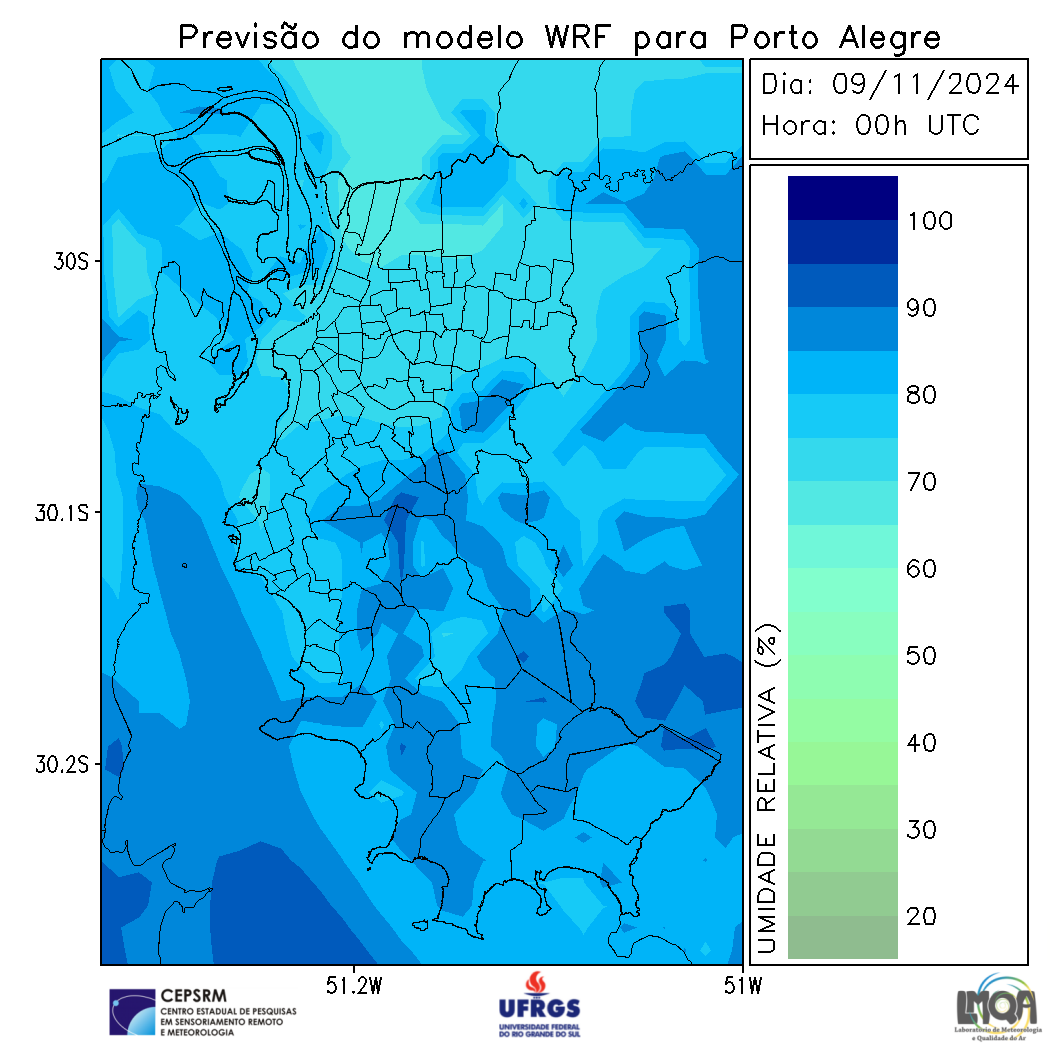 Previsão do modelo WRF para Porto Alegre
Dia: 09/11/2024
Hora: 00h UTC
100
90
80
70
60
50
40
30
20
UMIDADE RELATIVA (%)
30S
30.1S
30.2S
51.2W
51W
CEPSRM
CENTRO ESTADUAL DE PESQUISAS
EM SENSORIAMENTO REMOTO
E METEOROLOGIA
UFRGS
UNIVERSIDADE FEDERAL
DO RIO GRANDE DO SUL
LMQA
Laboratório de Meteorologia
e Qualidade do Ar